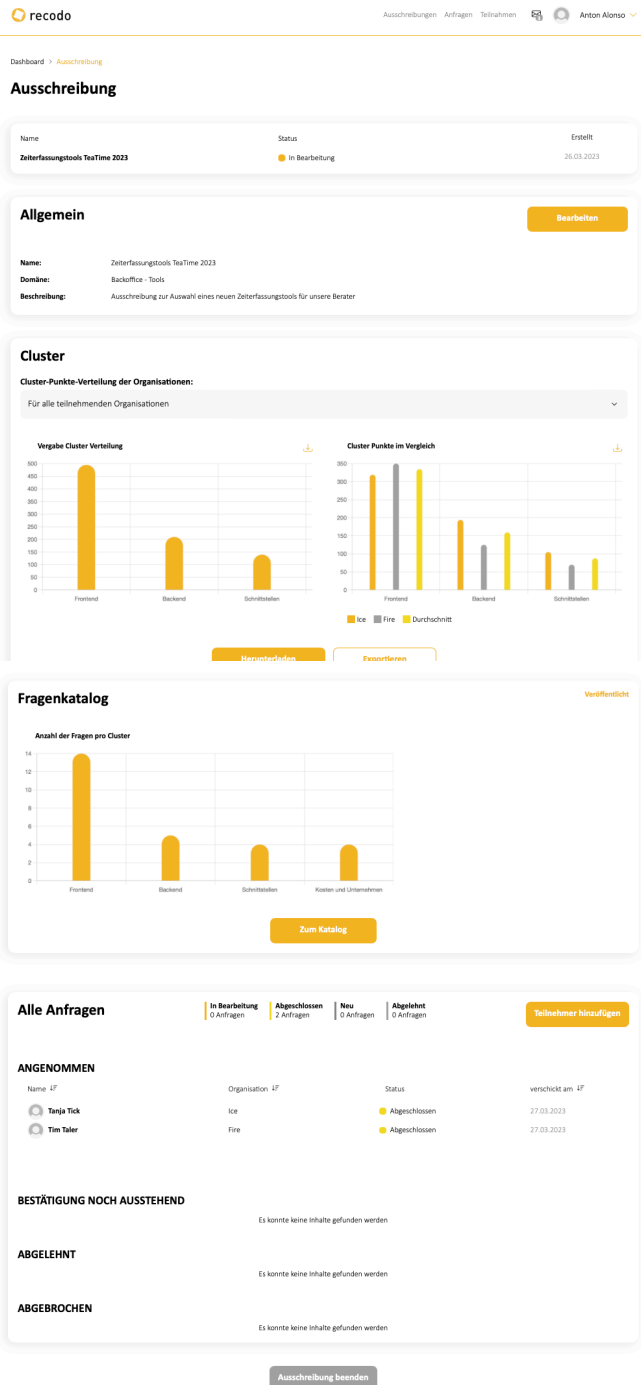 recodo
Ausschreibungen Anfragen Teilnahmen Anton Alonso
Dashboard > Ausschreibung
Ausschreibung
Name Status Erstellt
Zeiterfassungstools TeaTime 2023 In Bearbeitung 26.03.2023
Allgemein Bearbeiten
Name: Zeiterfassungstools TeaTime 2023
Domäne: Backoffice - Tools
Beschreibung: Ausschreibung zur Auswahl eines neuen Zeiterfassungstools für unsere Berater
Cluster
Cluster-Punkte-Verteilung der Organisationen:
Für alle teilnehmenden Organisationen
Vergabe Cluster Verteilung
500
450
400
350
300
250
200
150
100
50
0
Frontend Backend Schnittstellen
Cluster Punkte im Vergleich
350
300
250
200
150
100
50
0
Frontend Backend Schnittstellen
Ice Fire Durchschnitt
Herunterladen Exportieren
Fragenkatalog Veröffentlicht
Anzahl der Fragen pro Cluster
14
12
10
8
6
4
2
0
Frontend Backend Schnittstellen Kosten und Unternehmen
Zum Katalog
Alle Anfragen
In Bearbeitung Abgeschlossen Neu Abgelehnt
0 Anfragen 2 Anfragen 0 Anfragen 0 Anfragen
Teilnehmer hinzufügen
ANGENOMMEN
Name Organisation Status verschickt am
Tanja Tick Ice Abgeschlossen 27.03.2023
Tim Taler Fire Abgeschlossen 27.03.2023
BESTÄTIGUNG NOCH AUSSTEHEND
Es konnte keine Inhalte gefunden werden
ABGELEHNT
Es konnte keine Inhalte gefunden werden
ABGEBROCHEN
Es konnte keine Inhalte gefunden werden
Ausschreibung beenden